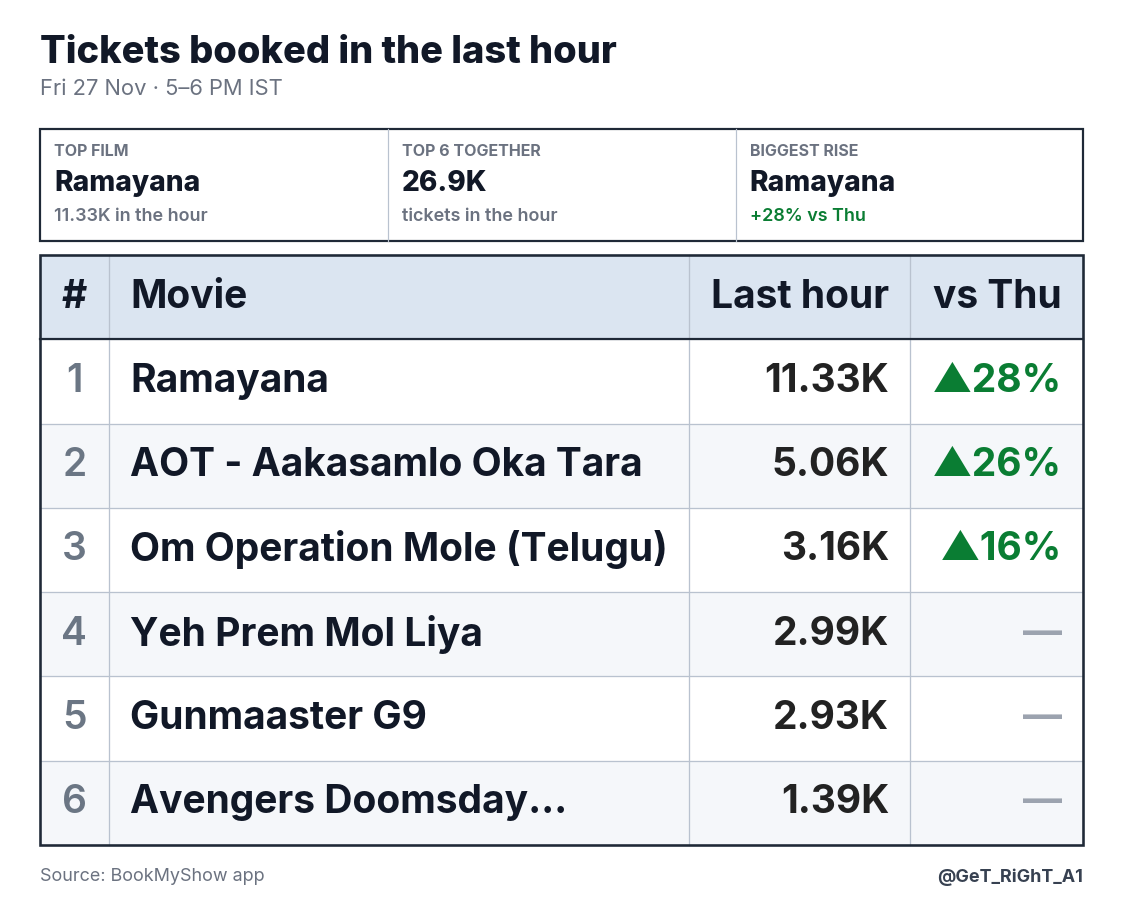 Tickets booked in the last hour
Fri 27 Nov · 5–6 PM IST
TOP FILM
Ramayana
11.33K in the hour
TOP 6 TOGETHER
26.9K
tickets in the hour
BIGGEST RISE
Ramayana
+28% vs Thu
# Movie Last hour vs Thu
1 Ramayana 11.33K ▲28%
2 AOT - Aakasamlo Oka Tara 5.06K ▲26%
3 Om Operation Mole (Telugu) 3.16K ▲16%
4 Yeh Prem Mol Liya 2.99K —
5 Gunmaaster G9 2.93K —
6 Avengers Doomsday... 1.39K —
Source: BookMyShow app
@GeT_RiGhT_A1